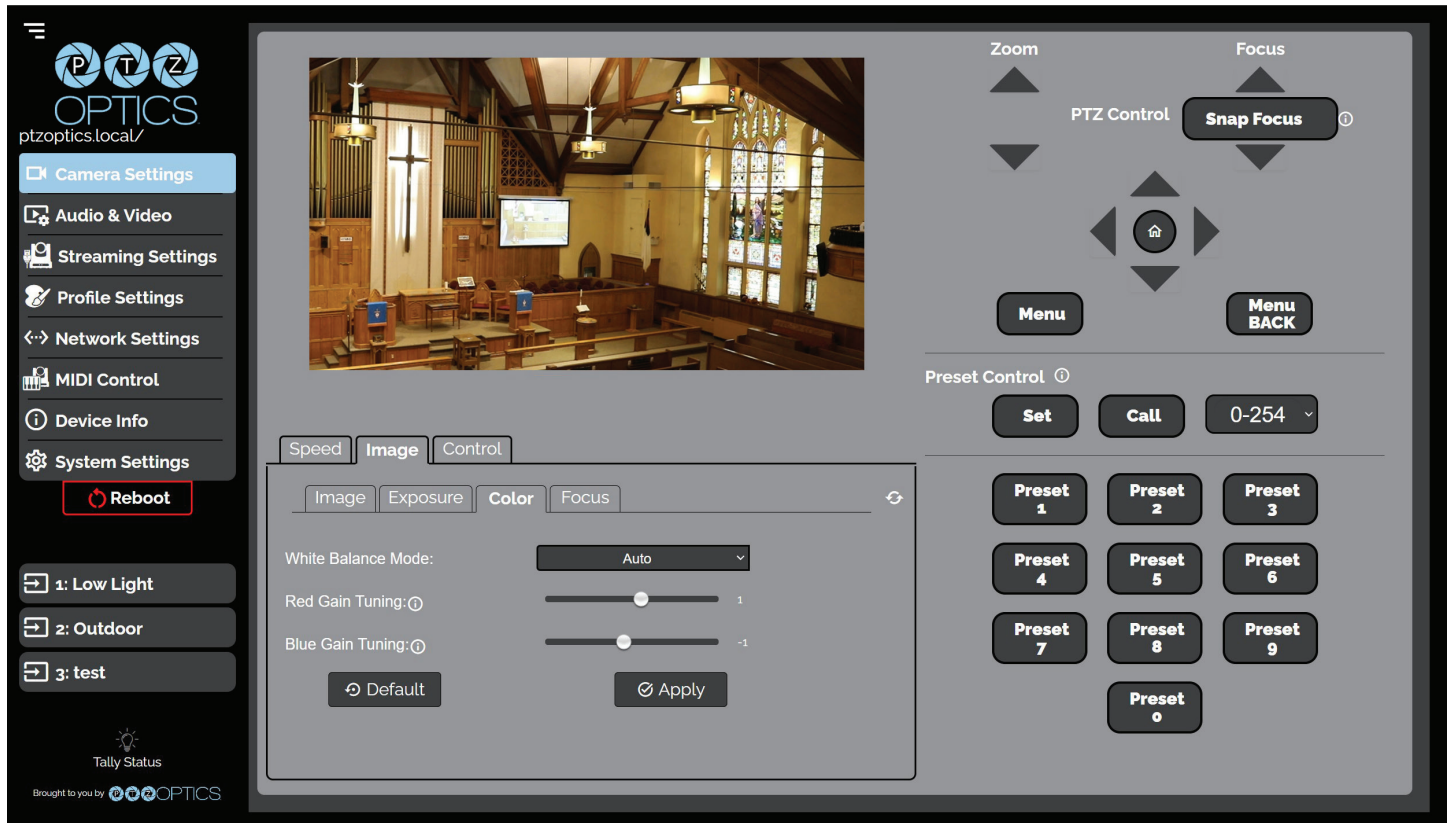 P T Z
OPTICS
ptzoptics.local/
Camera Settings
Audio & Video
Streaming Settings
Profile Settings
Network Settings
MIDI Control
Device Info
System Settings
Reboot
1: Low Light
2: Outdoor
3: test
Tally Status
Brought to you by PTZOPTICS
Speed Image Control
Image Exposure Color Focus
White Balance Mode: Auto
Red Gain Tuning: 1
Blue Gain Tuning: -1
Default Apply
Zoom Focus
PTZ Control Snap Focus
Menu Menu
BACK
Preset Control
Set Call 0-254
Preset
1
Preset
2
Preset
3
Preset
4
Preset
5
Preset
6
Preset
7
Preset
8
Preset
9
Preset
0